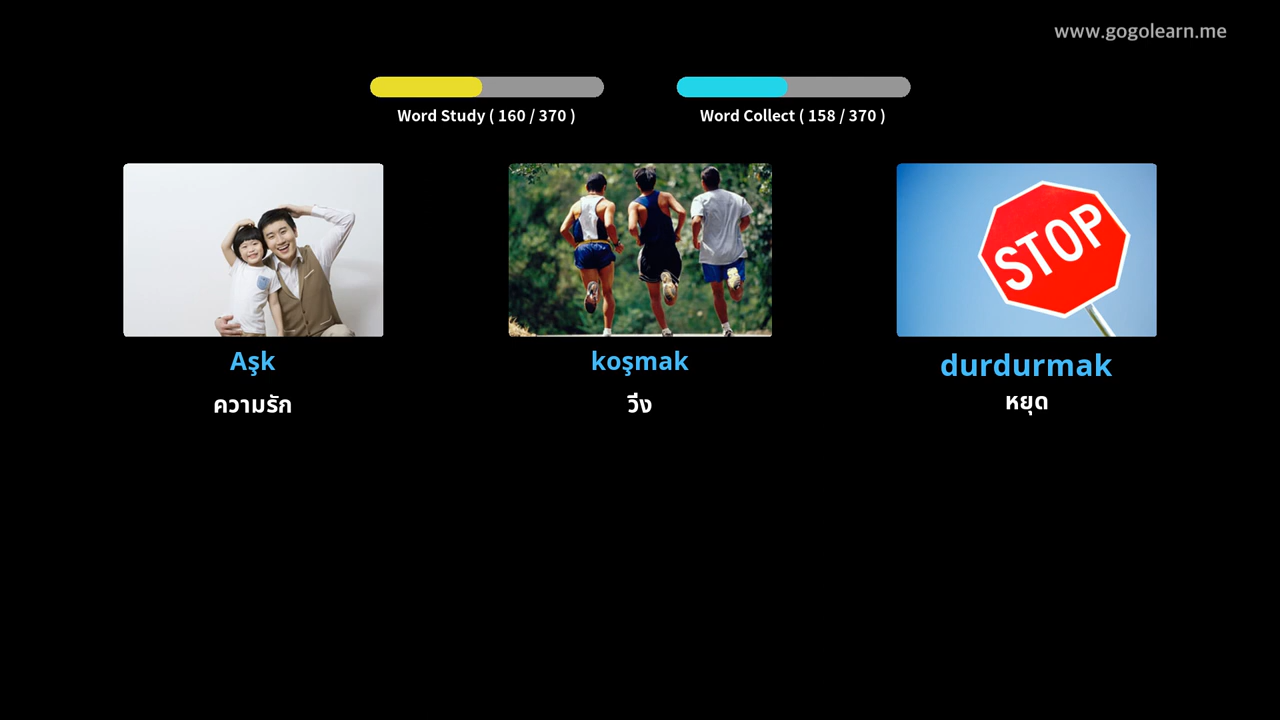 www.gogolearn.me
Word Study ( 160 / 370 )
Word Collect ( 158 / 370 )
STOP
Aşk
koşmak
durdurmak
ความรัก
วิ่ง
หยุด